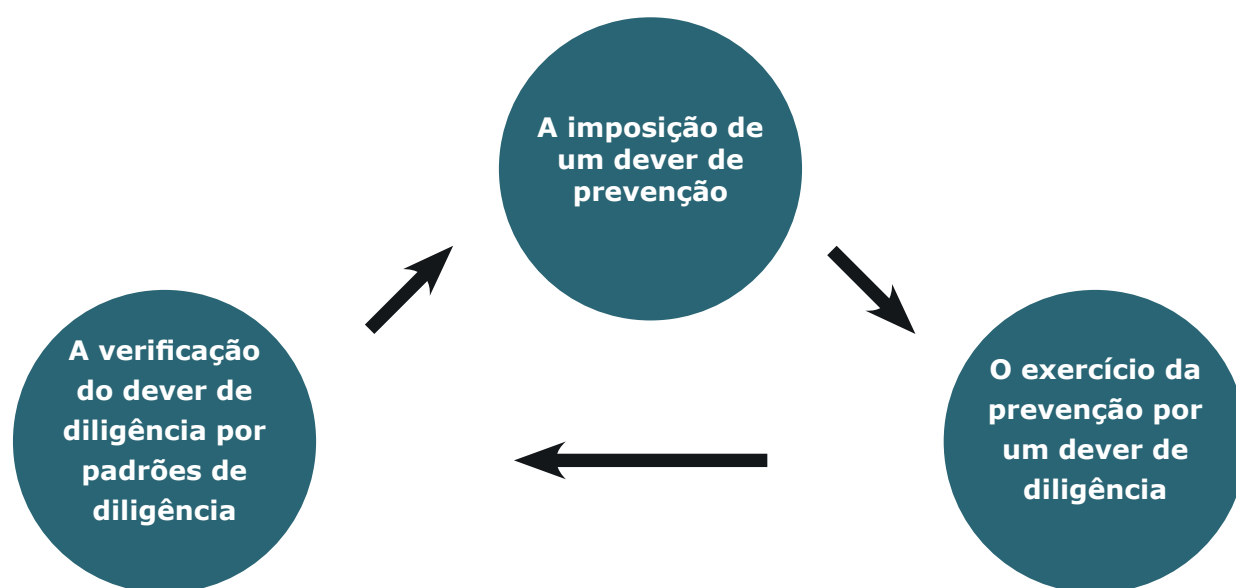 A imposição de
um dever de
prevenção
A verificação
do dever de
diligência por
padrões de
diligência
O exercício da
prevenção por
um dever de
diligência